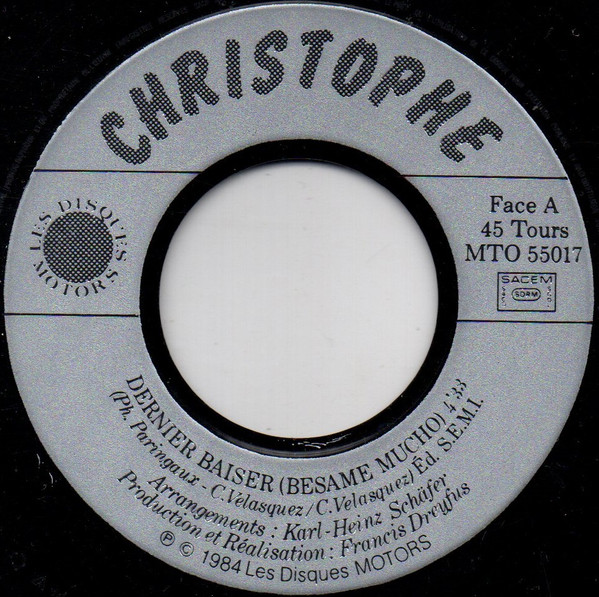 CHRISTOPHE
LES DISQUES
MOTORS
Face A
45 Tours
MTO 55017
SACEM
SDRM
DERNIER BAISER (BESAME MUCHO) 4'33
(Ph. Paringaux - C. Velasquez / C. Velasquez) Éd. S.E.M.I.
Arrangements : Karl-Heinz Schäfer
Production et Réalisation : Francis Dreyfus
℗ © 1984 Les Disques MOTORS